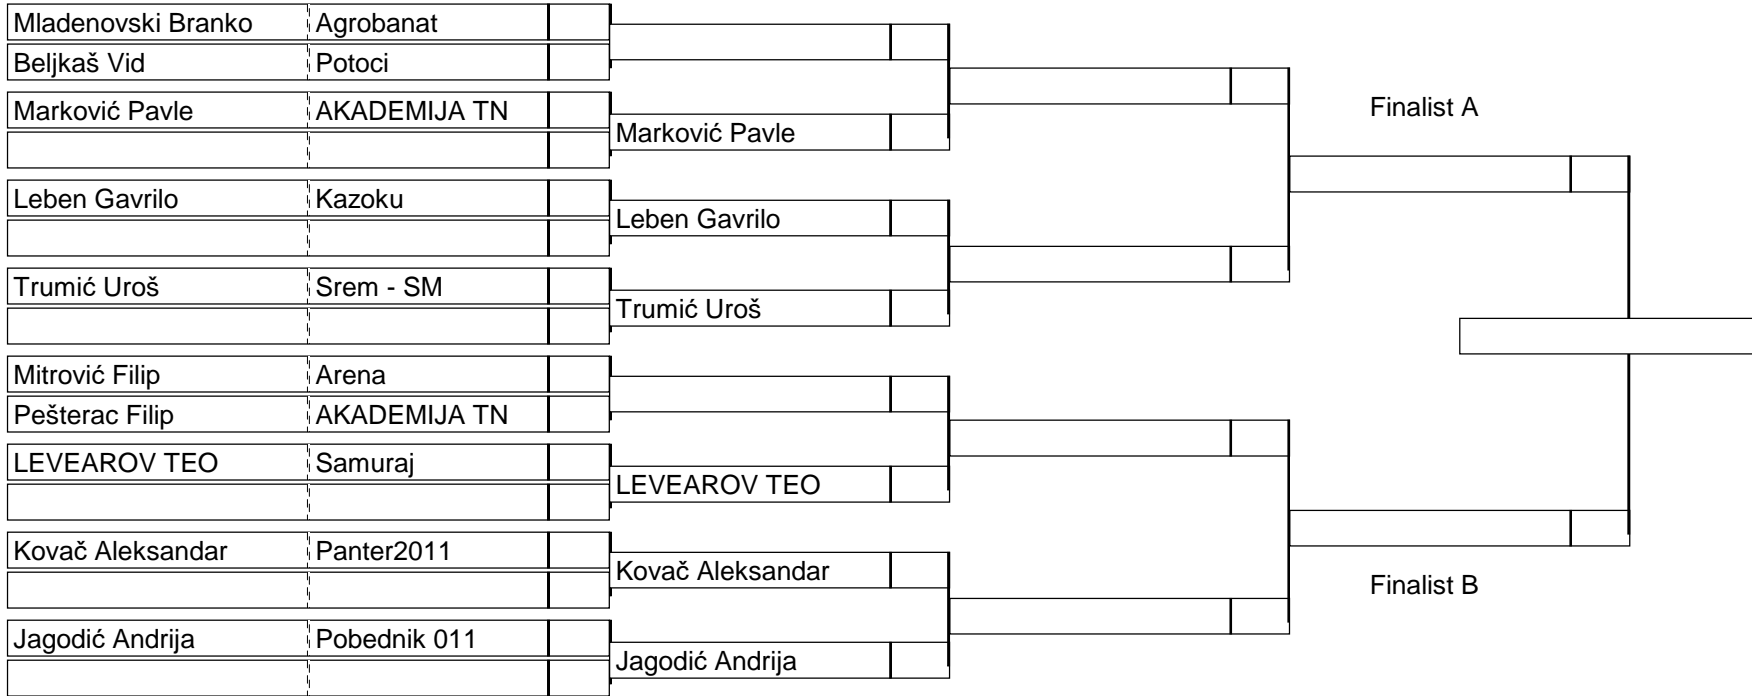 Mladenovski Branko Agrobanat
Beljkaš Vid Potoci
Marković Pavle AKADEMIJA TN
Leben Gavrilo Kazoku
Trumić Uroš Srem - SM
Mitrović Filip Arena
Pešterac Filip AKADEMIJA TN
LEVEAROV TEO Samuraj
Kovač Aleksandar Panter2011
Jagodić Andrija Pobednik 011
Marković Pavle
Leben Gavrilo
Trumić Uroš
LEVEAROV TEO
Kovač Aleksandar
Jagodić Andrija
Finalist A
Finalist B